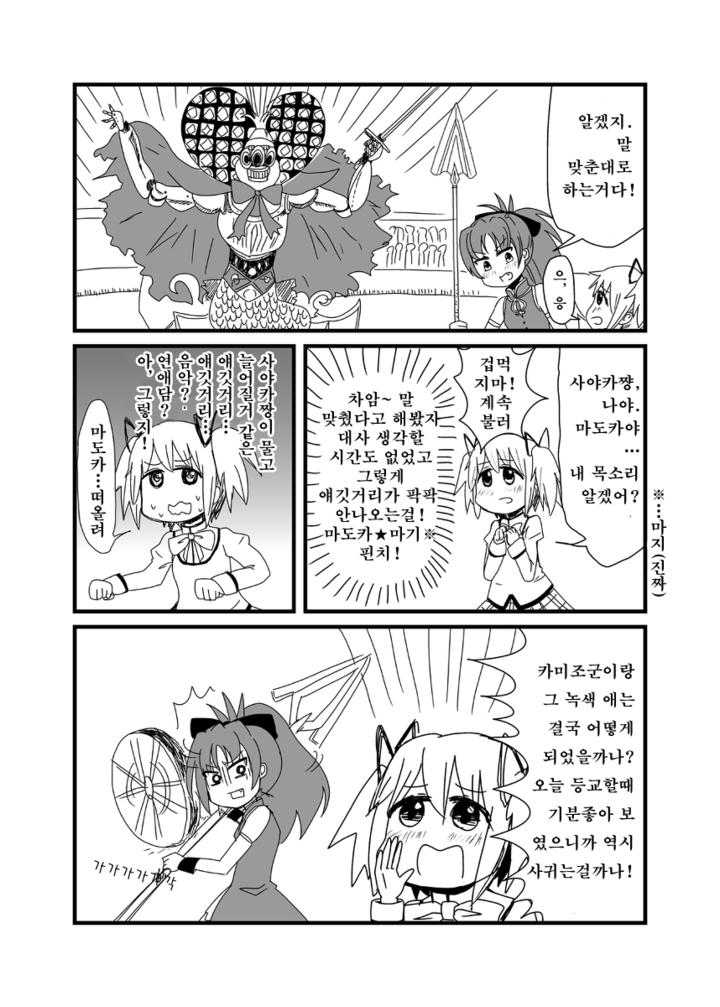 알겠지.
말
맞춘대로
하는거다!
으, 응
사야카쨩,
나야.
마도카야
…
내 목소리
알겠어?
겁먹
지마!
계속
불러
차암~ 말
맞췄다고 해봤자
대사 생각할
시간도 없었고
그렇게
얘깃거리가 팍팍
안나오는걸!
마도카★마기※
핀치!
※…마지(진짜)
사야카짱이 물고
늘어질거 같은
얘깃거리…
얘깃거리…
음악?.
연애담?
아, 그렇지!
마도카…떠올려
카미조군이랑
그 녹색 애는
결국 어떻게
되었을까나?
오늘 등교할때
기분좋아 보
였으니까 역시
사귀는걸까나!
가가가가가각